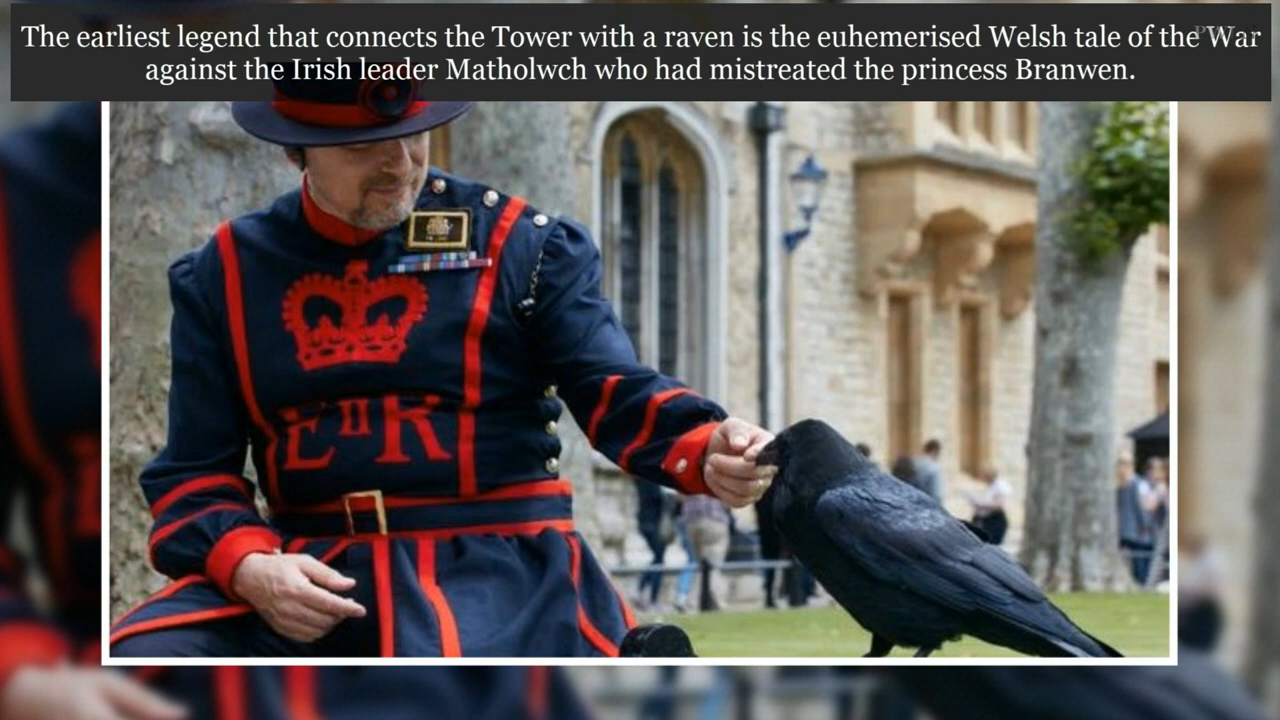 The earliest legend that connects the Tower with a raven is the euhemerised Welsh tale of the War
against the Irish leader Matholwch who had mistreated the princess Branwen.
EIIR